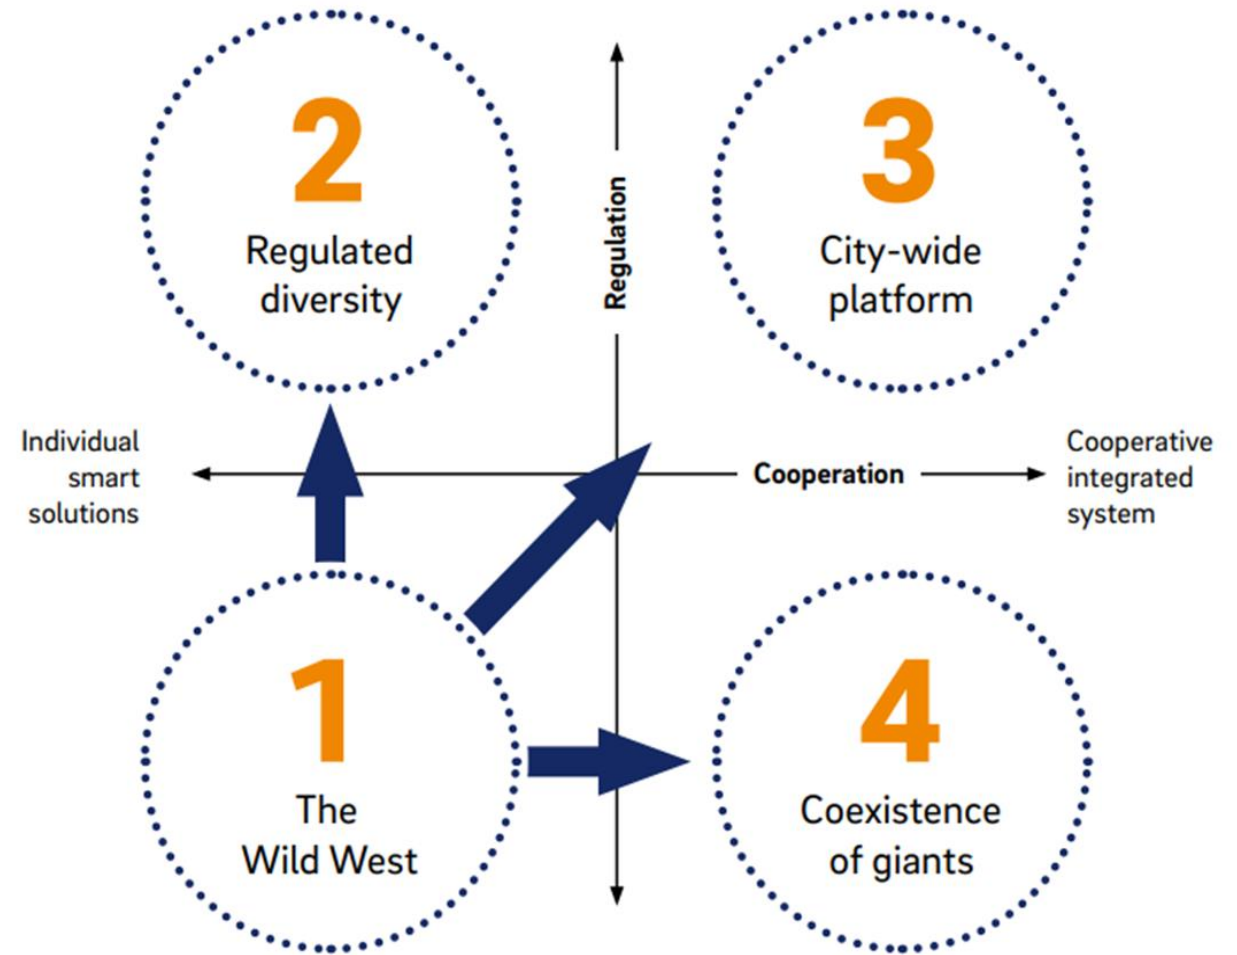 2
Regulated
diversity
Regulation
3
City-wide
platform
Individual
smart
solutions
Cooperation
Cooperative
integrated
system
1
The
Wild West
4
Coexistence
of giants